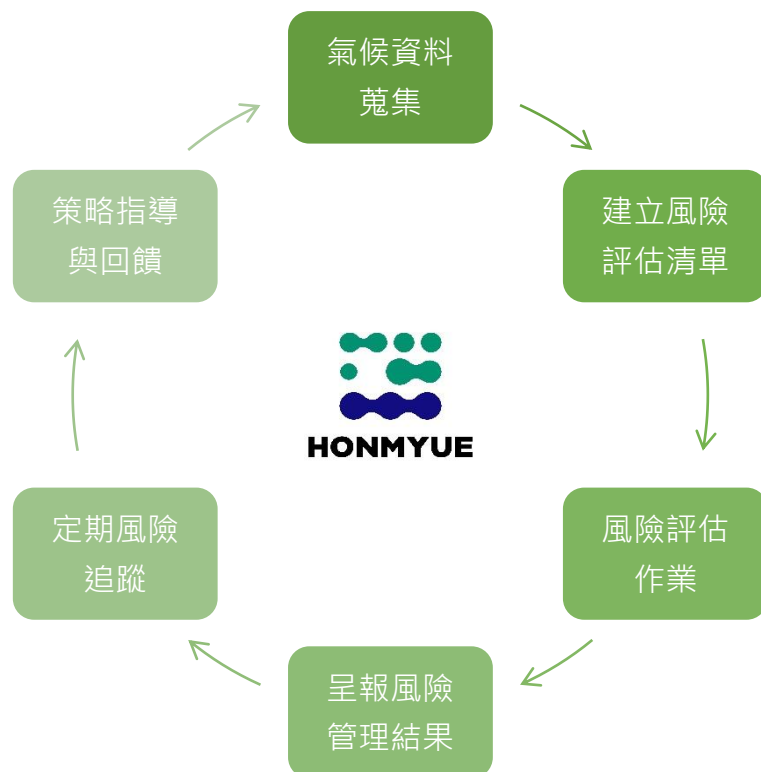 氣候資料
蒐集
建立風險
評估清單
風險評估
作業
呈報風險
管理結果
定期風險
追蹤
策略指導
與回饋
HONMYUE